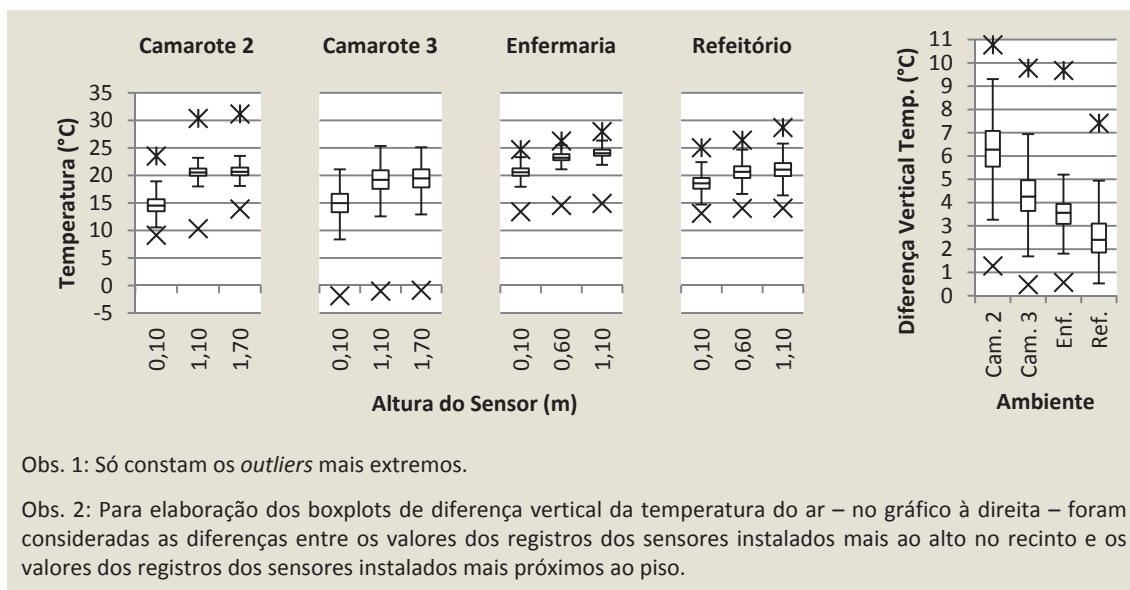 Camarote 2
Camarote 3
Enfermaria
Refeitório
Temperatura (°C)
35
30
25
20
15
10
5
0
-5
0,10
1,10
1,70
0,10
1,10
1,70
0,10
0,60
1,10
0,10
0,60
1,10
Altura do Sensor (m)
Diferença Vertical Temp. (°C)
11
10
9
8
7
6
5
4
3
2
1
0
Cam. 2
Cam. 3
Enf.
Ref.
Ambiente
Obs. 1: Só constam os outliers mais extremos.
Obs. 2: Para elaboração dos boxplots de diferença vertical da temperatura do ar – no gráfico à direita – foram
consideradas as diferenças entre os valores dos registros dos sensores instalados mais ao alto no recinto e os
valores dos registros dos sensores instalados mais próximos ao piso.